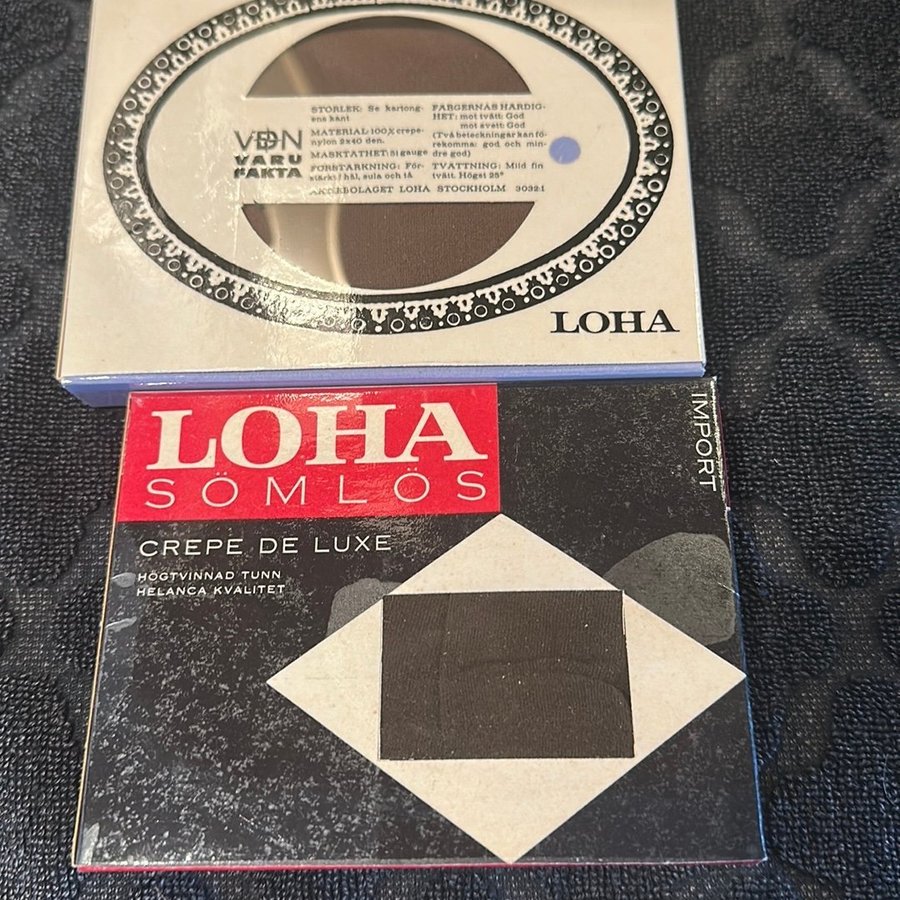 STORLEK: Se kartong-
ens kant
MATERIAL: 100% crepe-
nylon 2x40 den.
MASKTÄTHET: 51 gauge
FÖRSTÄRKNING: För-
stärkt i häl, sula och tå
FÄRGERNAS HÄRDIG-
HET: mot tvätt: God
mot svett: God
(Två beteckningar kan fö-
rekomma: god och min-
dre god)
TVÄTTNING: Mild fin
tvätt. Högst 25°
VDN
VARU
FAKTA
AKTIEBOLAGET LOHA STOCKHOLM 3032:1
LOHA
LOHA
SÖMLÖS
IMPORT
CREPE DE LUXE
HÖGTVINNAD TUNN
HELANCA KVALITET